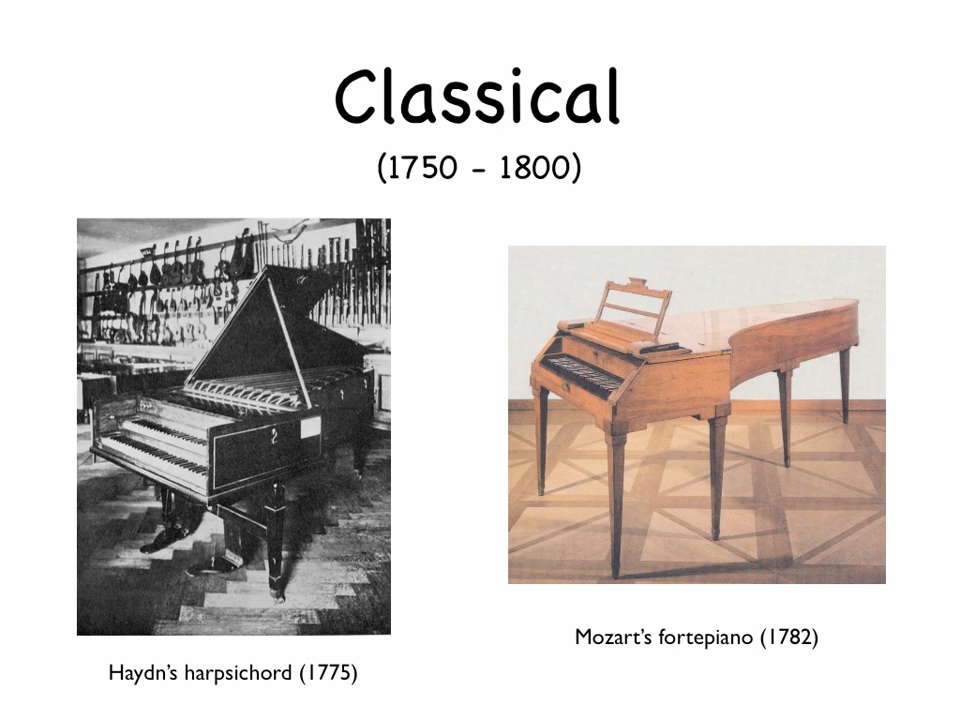 Classical
(1750 - 1800)
Mozart's fortepiano (1782)
Haydn's harpsichord (1775)